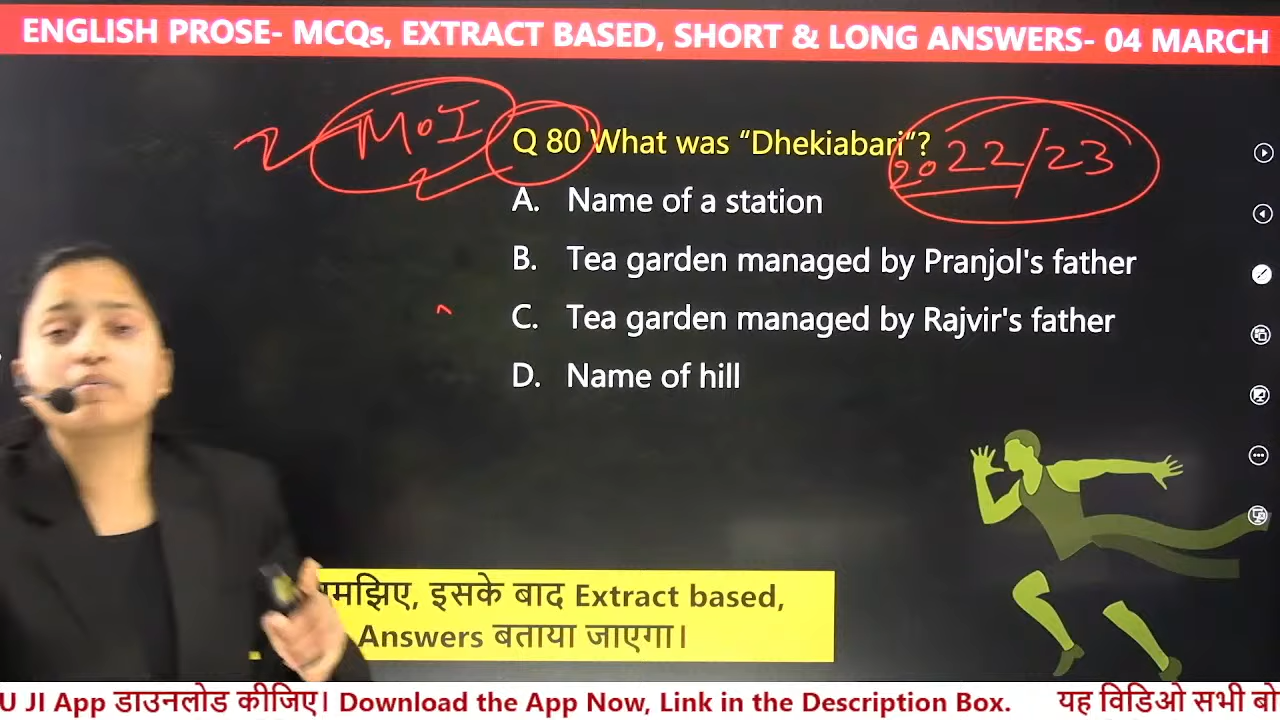 ENGLISH PROSE- MCQs, EXTRACT BASED, SHORT & LONG ANSWERS- 04 MARCH
MoI
Q 80 What was “Dhekiabari”?
2022/23
A. Name of a station
B. Tea garden managed by Pranjol's father
C. Tea garden managed by Rajvir's father
D. Name of hill
इसके बाद Extract based,
Answers बताया जाएगा।
U JI App डाउनलोड कीजिए। Download the App Now, Link in the Description Box. यह विडिओ सभी